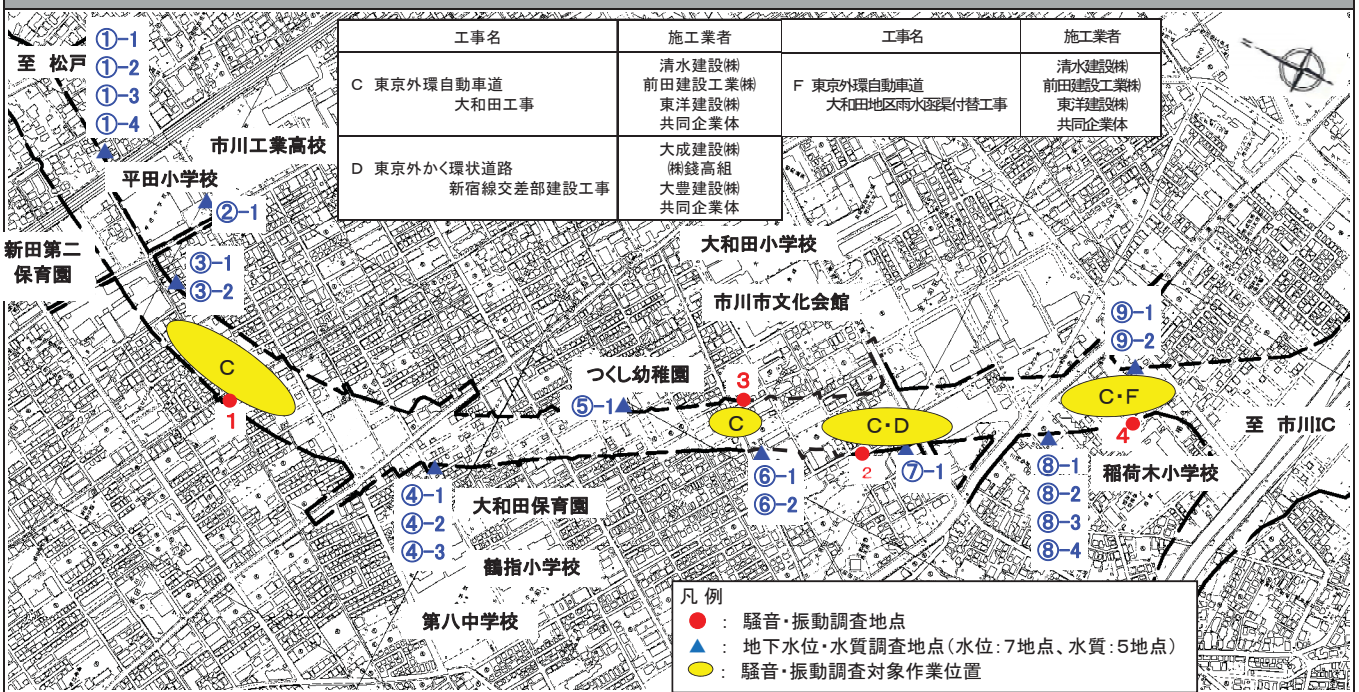 ①-1
①-2
①-3
①-4
至 松戸
市川工業高校
平田小学校
②-1
新田第二
保育園
③-1
③-2
工事名
施工業者
工事名
施工業者
C 東京外環自動車道
大和田工事
清水建設㈱
前田建設工業㈱
東洋建設㈱
共同企業体
F 東京外環自動車道
大和田地区雨水函渠付替工事
清水建設㈱
前田建設工業㈱
東洋建設㈱
共同企業体
D 東京外かく環状道路
新宿線交差部建設工事
大成建設㈱
㈱錢高組
大豊建設㈱
共同企業体
大和田小学校
市川市文化会館
⑨-1
⑨-2
つくし幼稚園
3
⑤-1
C
1
C
C・D
C・F
4
至 市川IC
2
⑦-1
⑥-1
⑥-2
④-1
④-2
④-3
大和田保育園
⑧-1
⑧-2
⑧-3
⑧-4
稲荷木小学校
鶴指小学校
第八中学校
凡 例
: 騒音・振動調査地点
: 地下水位・水質調査地点(水位:7地点、水質:5地点)
: 騒音・振動調査対象作業位置